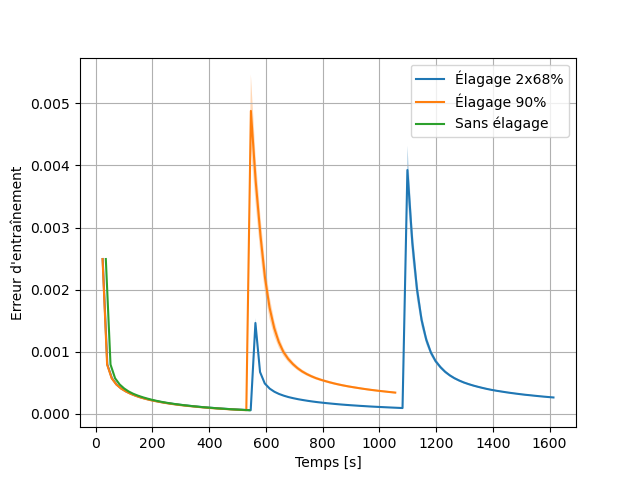 Élagage 2x68%
Élagage 90%
Sans élagage
0.005
0.004
0.003
0.002
0.001
0.000
Erreur d'entraînement
0 200 400 600 800 1000 1200 1400 1600
Temps [s]